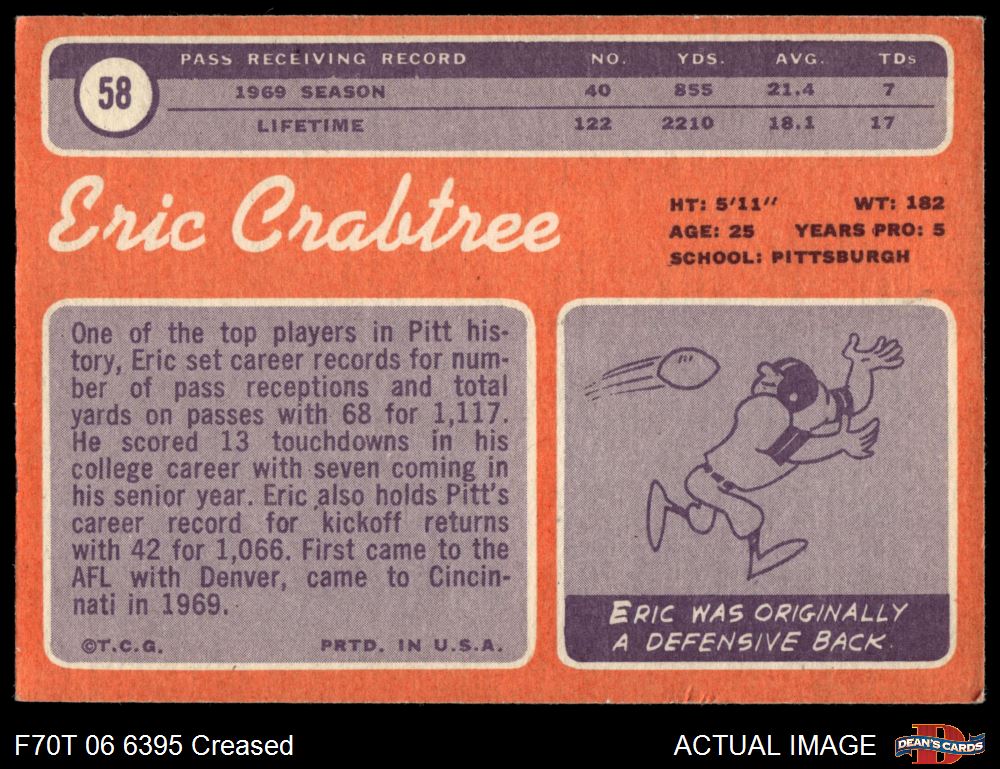 PASS RECEIVING RECORD NO. YDS. AVG. TDs
58
1969 SEASON 40 855 21.4 7
LIFETIME 122 2210 18.1 17
Eric Crabtree
HT: 5'11" WT: 182
AGE: 25 YEARS PRO: 5
SCHOOL: PITTSBURGH
One of the top players in Pitt his-
tory, Eric set career records for num-
ber of pass receptions and total
yards on passes with 68 for 1,117.
He scored 13 touchdowns in his
college career with seven coming in
his senior year. Eric also holds Pitt's
career record for kickoff returns
with 42 for 1,066. First came to the
AFL with Denver, came to Cincin-
nati in 1969.
©T.C.G. PRTD. IN U.S.A.
ERIC WAS ORIGINALLY
A DEFENSIVE BACK.
F70T 06 6395 Creased
ACTUAL IMAGE
D
DEAN'S CARDS